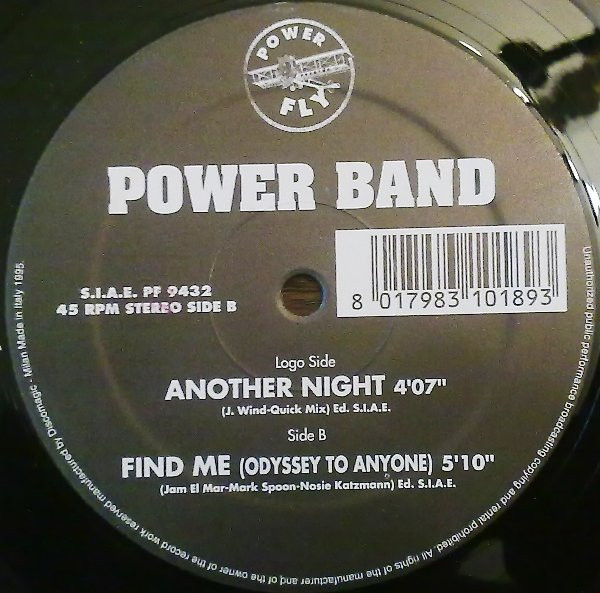 POWER
FLY
POWER BAND
S.I.A.E. PF 9432
45 RPM STEREO SIDE B
8 017983 101893
Logo Side
ANOTHER NIGHT 4'07"
(J. Wind-Quick Mix) Ed. S.I.A.E.
Side B
FIND ME (ODYSSEY TO ANYONE) 5'10"
(Jam El Mar-Mark Spoon-Nosie Katzmann) Ed. S.I.A.E.
Unauthorized public performance broadcasting copying and rental prohibited. All rights of the manufacturer and of the owner of the record work reserved manufactured by Discomagic - Milan Made in Italy 1995.